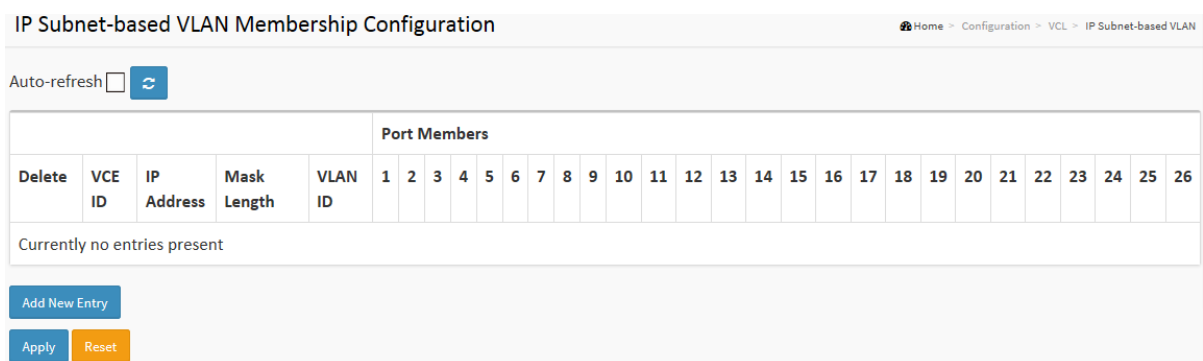 IP Subnet-based VLAN Membership Configuration
Home > Configuration > VCL > IP Subnet-based VLAN
Auto-refresh
Port Members
Delete VCE ID IP Address Mask Length VLAN ID 1 2 3 4 5 6 7 8 9 10 11 12 13 14 15 16 17 18 19 20 21 22 23 24 25 26
Currently no entries present
Add New Entry
Apply Reset